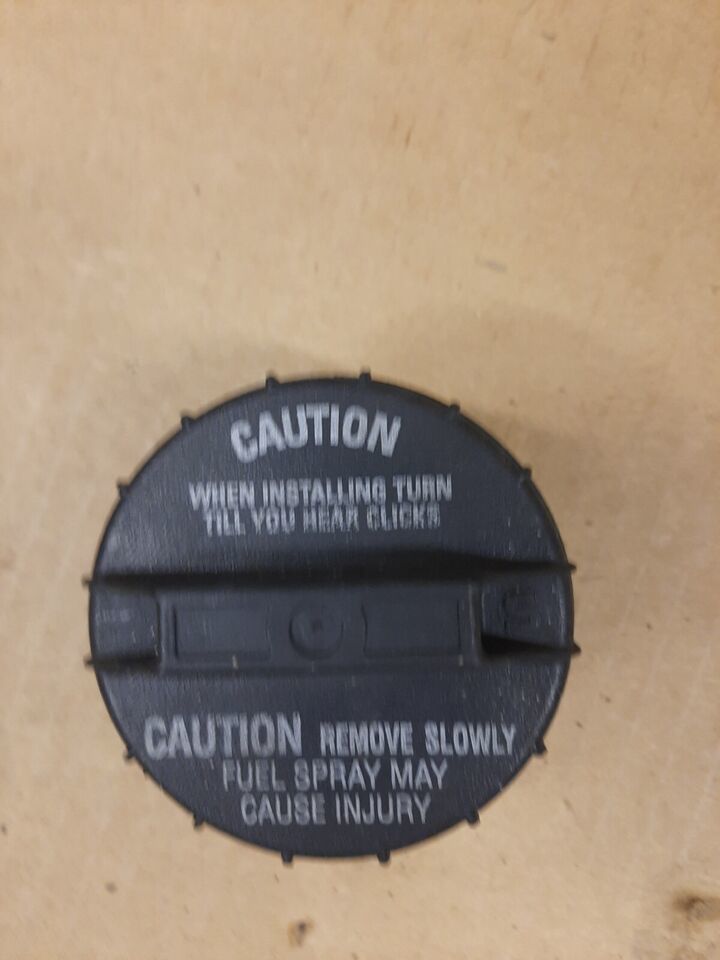 CAUTION
WHEN INSTALLING TURN
TILL YOU HEAR CLICKS
CAUTION REMOVE SLOWLY
FUEL SPRAY MAY
CAUSE INJURY